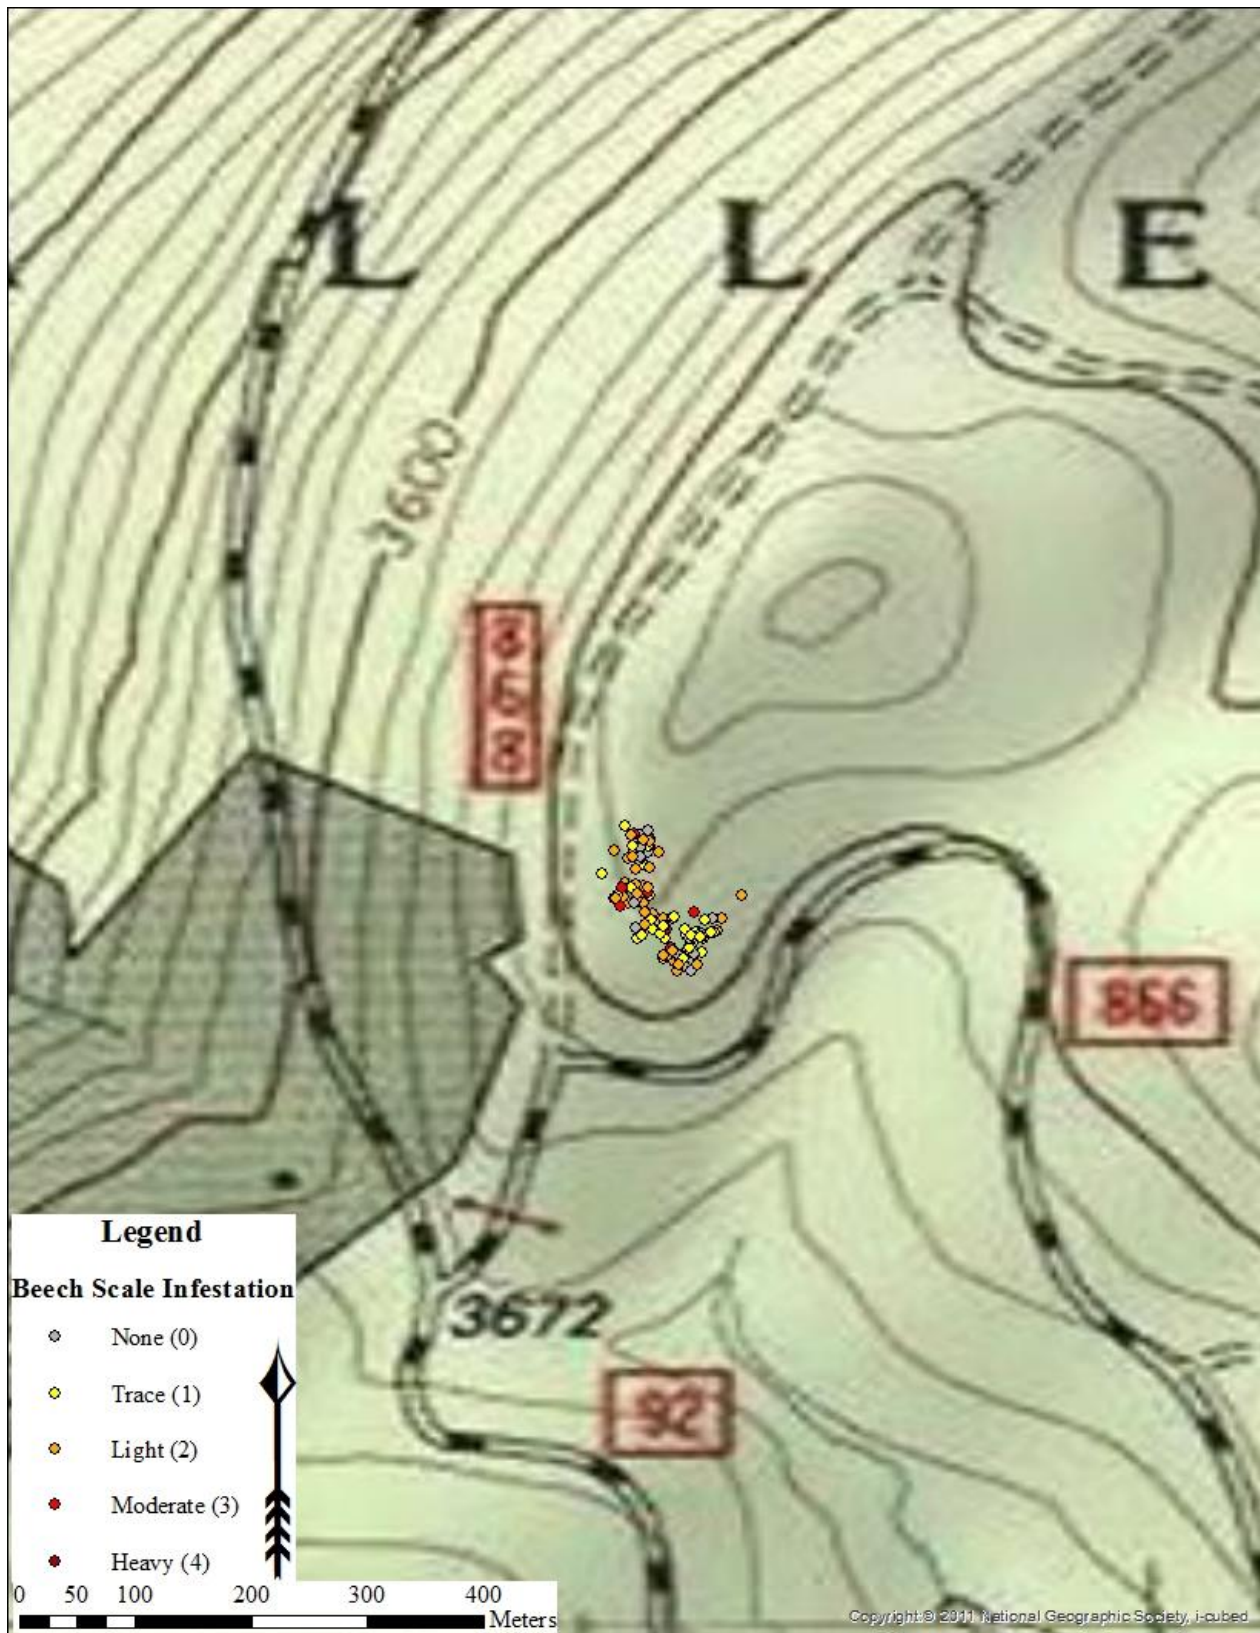 L L E
3600
868
866
3672
92
Legend
Beech Scale Infestation
None (0)
Trace (1)
Light (2)
Moderate (3)
Heavy (4)
0 50 100 200 300 400
Meters
Copyright:© 2011 National Geographic Society, i-cubed